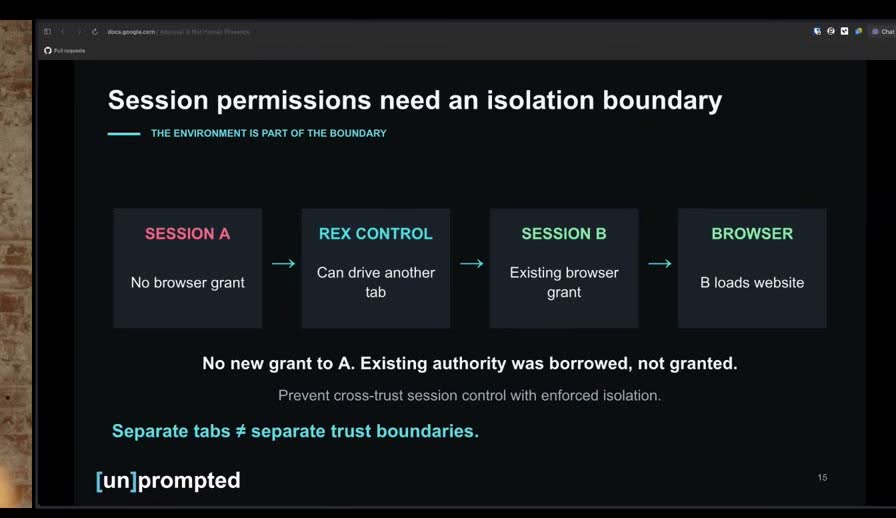 docs.google.com
Chat
Pull requests
Session permissions need an isolation boundary
THE ENVIRONMENT IS PART OF THE BOUNDARY
SESSION A
No browser grant
→
REX CONTROL
Can drive another
tab
→
SESSION B
Existing browser
grant
→
BROWSER
B loads website
No new grant to A. Existing authority was borrowed, not granted.
Prevent cross-trust session control with enforced isolation.
Separate tabs ≠ separate trust boundaries.
[un]prompted
15